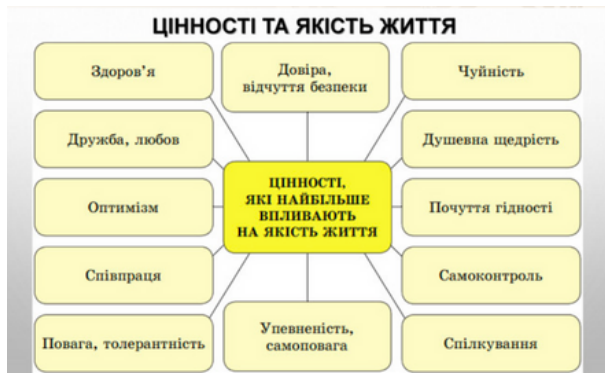 ЦІННОСТІ ТА ЯКІСТЬ ЖИТТЯ
Здоров’я
Довіра,
відчуття безпеки
Чуйність
Дружба, любов
Душевна щедрість
ЦІННОСТІ,
ЯКІ НАЙБІЛЬШЕ
ВПЛИВАЮТЬ
НА ЯКІСТЬ ЖИТТЯ
Оптимізм
Почуття гідності
Співпраця
Самоконтроль
Повага, толерантність
Упевненість,
самоповага
Спілкування